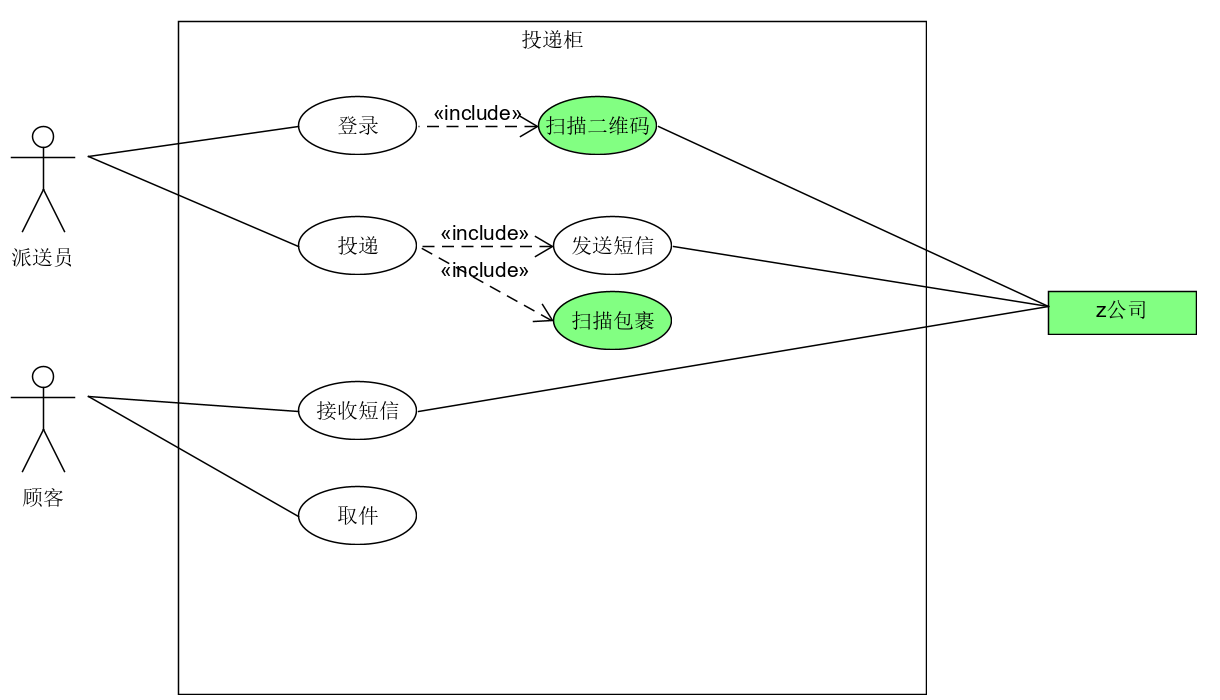 投递柜
登录
«include»
扫描二维码
派送员
投递
«include»
发送短信
«include»
扫描包裹
z公司
顾客
接收短信
取件